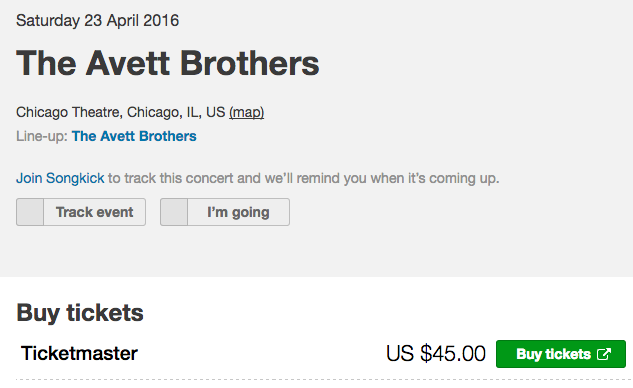 Saturday 23 April 2016
The Avett Brothers
Chicago Theatre, Chicago, IL, US (map)
Line-up: The Avett Brothers
Join Songkick to track this concert and we'll remind you when it's coming up.
Track event I'm going
Buy tickets
Ticketmaster US $45.00 Buy tickets